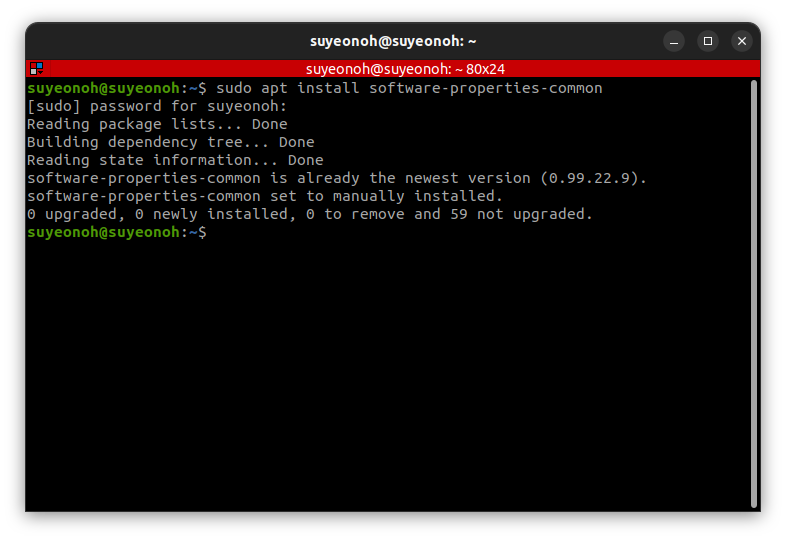 suyeonoh@suyeonoh: ~
suyeonoh@suyeonoh: ~ 80x24
suyeonoh@suyeonoh:~$ sudo apt install software-properties-common
[sudo] password for suyeonoh:
Reading package lists... Done
Building dependency tree... Done
Reading state information... Done
software-properties-common is already the newest version (0.99.22.9).
software-properties-common set to manually installed.
0 upgraded, 0 newly installed, 0 to remove and 59 not upgraded.
suyeonoh@suyeonoh:~$